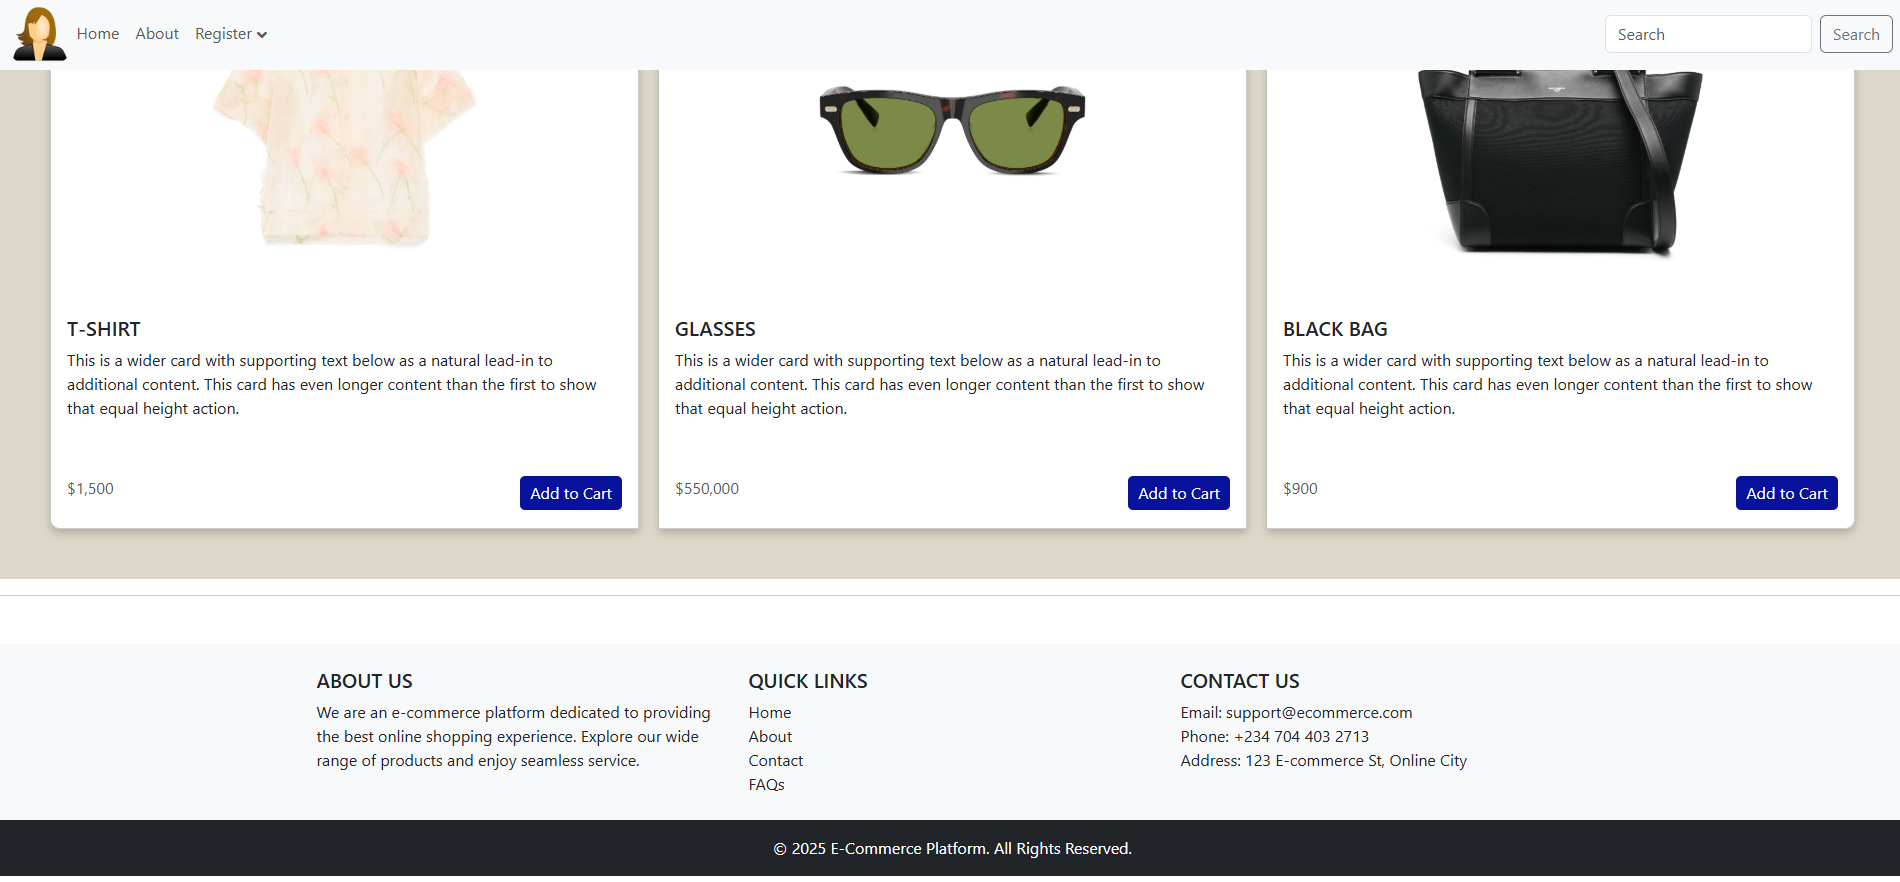 Home About Register
Search Search
T-SHIRT
This is a wider card with supporting text below as a natural lead-in to
additional content. This card has even longer content than the first to show
that equal height action.
$1,500 Add to Cart
GLASSES
This is a wider card with supporting text below as a natural lead-in to
additional content. This card has even longer content than the first to show
that equal height action.
$550,000 Add to Cart
BLACK BAG
This is a wider card with supporting text below as a natural lead-in to
additional content. This card has even longer content than the first to show
that equal height action.
$900 Add to Cart
ABOUT US
We are an e-commerce platform dedicated to providing
the best online shopping experience. Explore our wide
range of products and enjoy seamless service.
QUICK LINKS
Home
About
Contact
FAQs
CONTACT US
Email: support@ecommerce.com
Phone: +234 704 403 2713
Address: 123 E-commerce St, Online City
© 2025 E-Commerce Platform. All Rights Reserved.